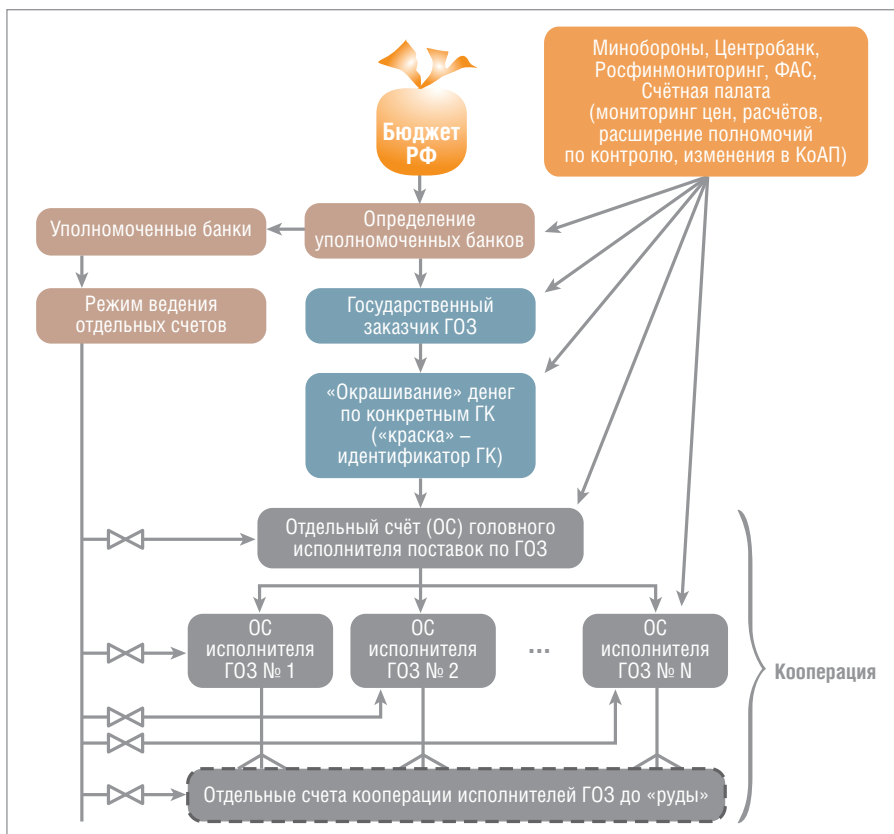 Бюджет
РФ
Минобороны, Центробанк,
Росфинмониторинг, ФАС,
Счётная палата
(мониторинг цен, расчётов,
расширение полномочий
по контролю, изменения в КоАП)
Уполномоченные банки
Определение
уполномоченных банков
Режим ведения
отдельных счетов
Государственный
заказчик ГОЗ
«Окрашивание» денег
по конкретным ГК
(«краска» –
идентификатор ГК)
Отдельный счёт (ОС) головного
исполнителя поставок по ГОЗ
ОС
исполнителя
ГОЗ № 1
ОС
исполнителя
ГОЗ № 2
...
ОС
исполнителя
ГОЗ № N
Кооперация
Отдельные счета кооперации исполнителей ГОЗ до «руды»